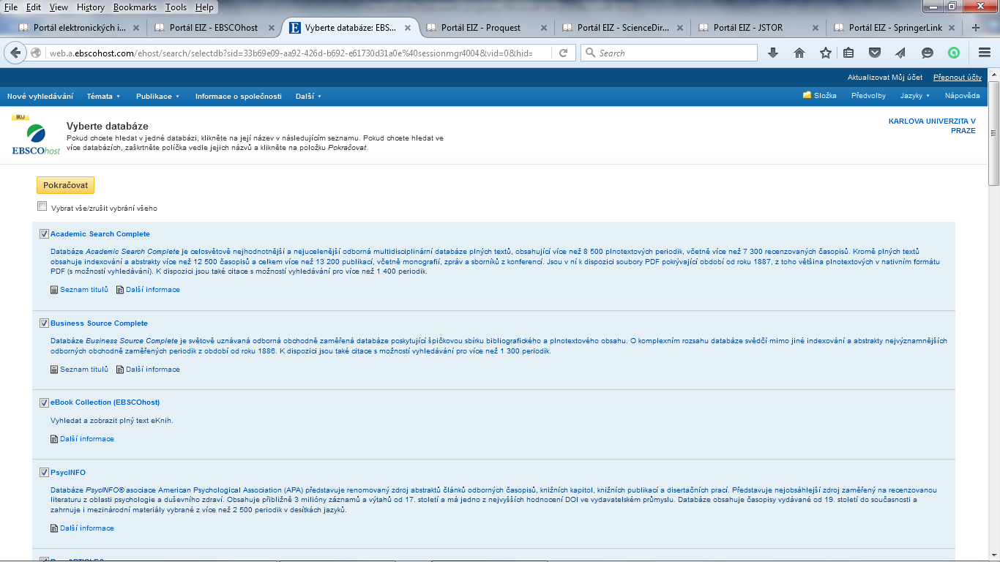 File Edit View History Bookmarks Tools Help
Portál elektronických i... Portál EIZ - EBSCOhost Vyberte databáze: EBS... Portál EIZ - Proquest Portál EIZ - ScienceDir... Portál EIZ - JSTOR Portál EIZ - SpringerLink
web.a.ebscohost.com/ehost/search/selectdb?sid=33b69e09-aa92-426d-b692-e61730d31a0e%40sessionmgr4004&vid=0&hid= Search
Aktualizovat Můj účet Přepnout účty
Nové vyhledávání Témata Publikace Informace o společnosti Další Složka Předvolby Jazyky Nápověda
MŮJ
EBSCOhost
Vyberte databáze
Pokud chcete hledat v jedné databázi, klikněte na její název v následujícím seznamu. Pokud chcete hledat ve
více databázích, zaškrtněte políčka vedle jejich názvů a klikněte na položku Pokračovat.
KARLOVA UNIVERZITA V
PRAZE
Pokračovat
Vybrat vše/zrušit vybrání všeho
Academic Search Complete
Databáze Academic Search Complete je celosvětově nejhodnotnější a nejucelenější odborná multidisciplinární databáze plných textů, obsahující více než 8 500 plnotextových periodik, včetně více než 7 300 recenzovaných časopisů. Kromě plných textů
obsahuje indexování a abstrakty více než 12 500 časopisů a celkem více než 13 200 publikací, včetně monografií, zpráv a sborníků z konferencí. Jsou v ní k dispozici soubory PDF pokrývající období od roku 1887, z toho většina plnotextových v nativním formátu
PDF (s možností vyhledávání). K dispozici jsou také citace s možností vyhledávání pro více než 1 400 periodik.
Seznam titulů Další informace
Business Source Complete
Databáze Business Source Complete je světově uznávaná odborná obchodně zaměřená databáze poskytující špičkovou sbírku bibliografického a plnotextového obsahu. O komplexním rozsahu databáze svědčí mimo jiné indexování a abstrakty nejvýznamnějších
odborných obchodně zaměřených periodik z období od roku 1886. K dispozici jsou také citace s možností vyhledávání pro více než 1 300 periodik.
Seznam titulů Další informace
eBook Collection (EBSCOhost)
Vyhledat a zobrazit plný text eKnih.
Další informace
PsycINFO
Databáze PsycINFO® asociace American Psychological Association (APA) představuje renomovaný zdroj abstraktů článků odborných časopisů, knižních kapitol, knižních publikací a disertačních prací. Představuje nejobsáhlejší zdroj zaměřený na recenzovanou
literaturu z oblasti psychologie a duševního zdraví. Obsahuje přibližně 3 milióny záznamů a výtahů od 17. století a má jedno z nejvyšších hodnocení DOI ve vydavatelském průmyslu. Databáze obsahuje časopisy vydávané od 19. století do současnosti a
zahrnuje i mezinárodní materiály vybrané z více než 2 500 periodik v desítkách jazyků.
Další informace